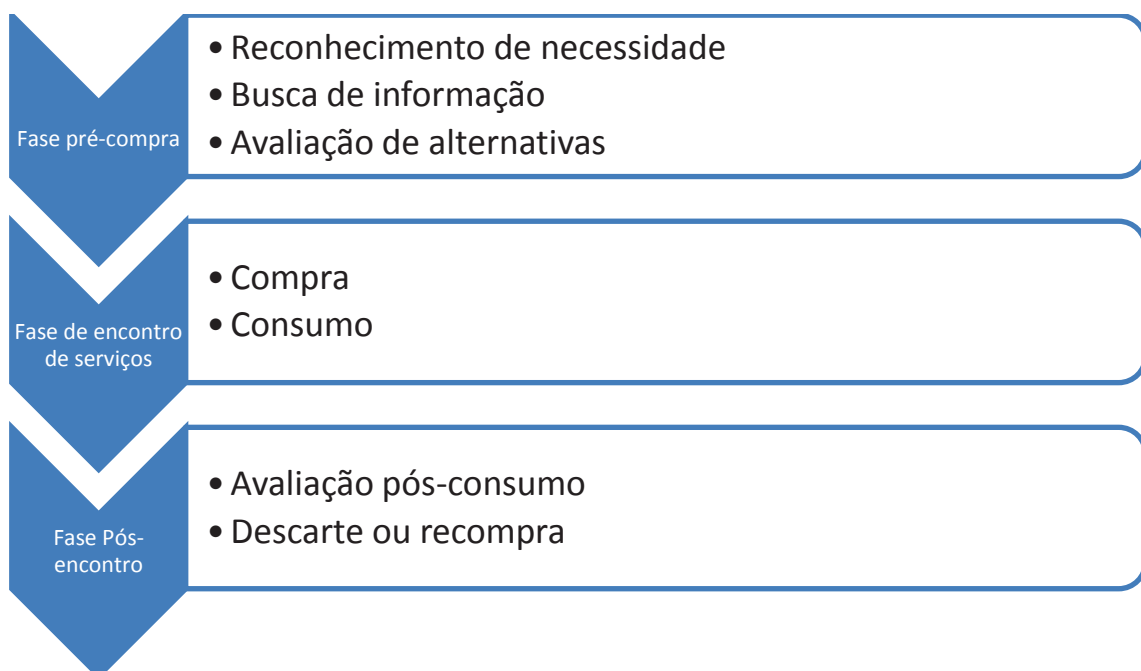 Fase pré-compra
• Reconhecimento de necessidade
• Busca de informação
• Avaliação de alternativas
Fase de encontro
de serviços
• Compra
• Consumo
Fase Pós-
encontro
• Avaliação pós-consumo
• Descarte ou recompra